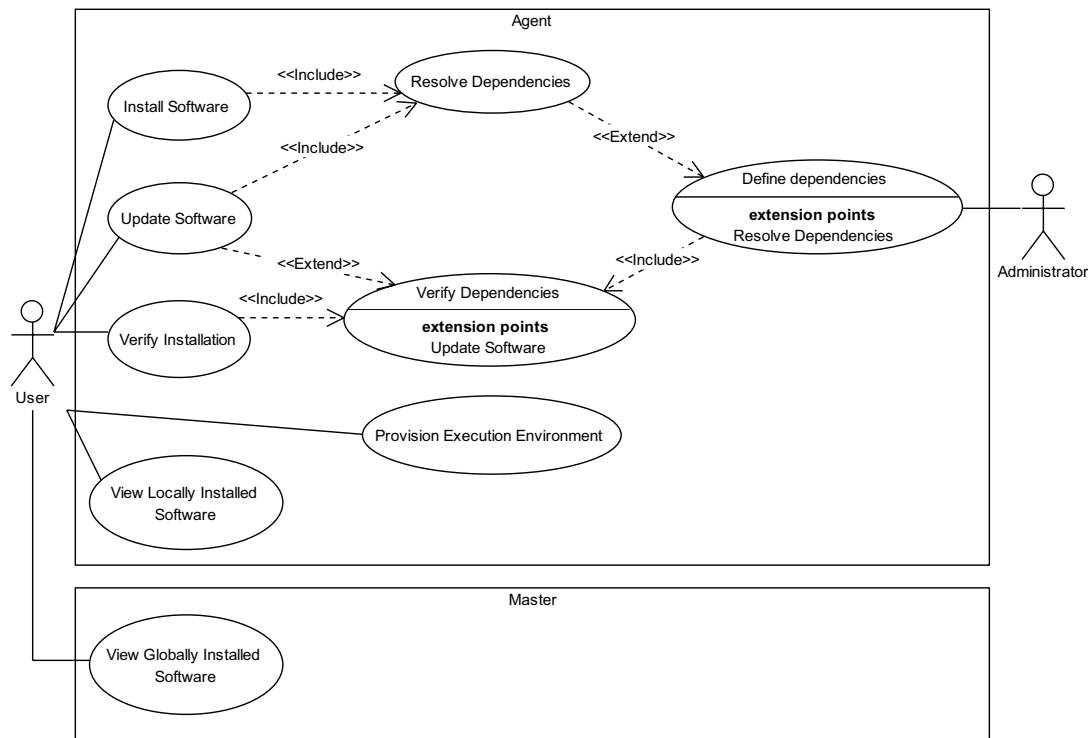 Agent
<<Include>>
Resolve Dependencies
Install Software
<<Extend>>
<<Include>>
Define dependencies
Update Software
extension points
Resolve Dependencies
<<Extend>>
<<Include>>
Administrator
Verify Dependencies
<<Include>>
extension points
Verify Installation
Update Software
User
Provision Execution Environment
View Locally Installed
Software
Master
View Globally Installed
Software